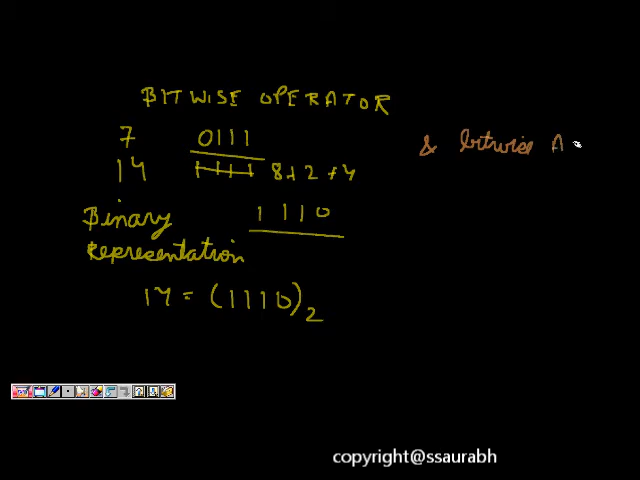 BITWISE OPERATOR
7 0111
14 1111 8+2+4
& bitwise A
Binary 1110
Representation
14 = (1110)2
copyright@ssaurabh